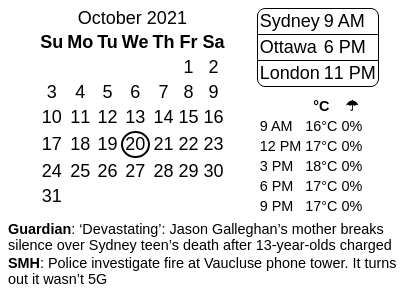 October 2021
Su Mo Tu We Th Fr Sa
1 2
3 4 5 6 7 8 9
10 11 12 13 14 15 16
17 18 19 20 21 22 23
24 25 26 27 28 29 30
31
Sydney 9 AM
Ottawa 6 PM
London 11 PM
°C ☂
9 AM 16°C 0%
12 PM 17°C 0%
3 PM 18°C 0%
6 PM 17°C 0%
9 PM 17°C 0%
Guardian: ‘Devastating’: Jason Galleghan’s mother breaks
silence over Sydney teen’s death after 13-year-olds charged
SMH: Police investigate fire at Vaucluse phone tower. It turns
out it wasn’t 5G